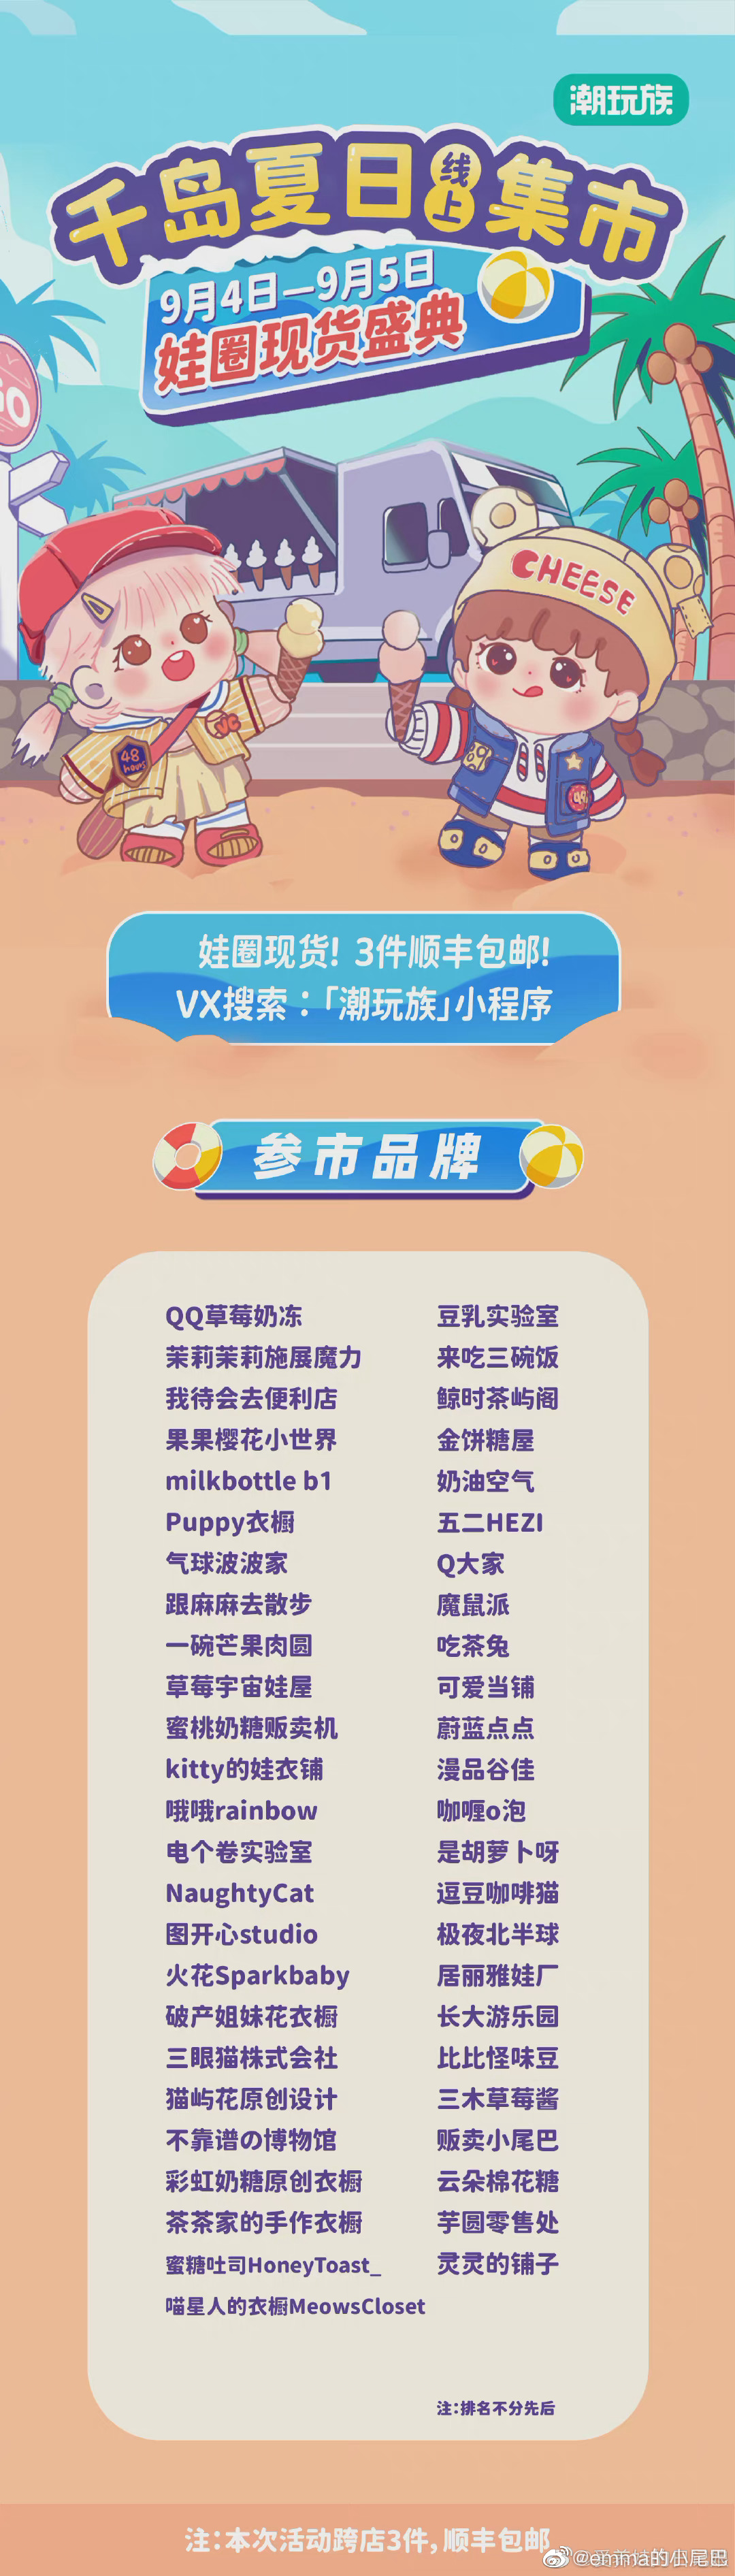 潮玩族
千岛夏日线上集市
9月4日—9月5日
娃圈现货盛典
GO
CHEESE
48
hours
娃圈现货! 3件顺丰包邮!
VX搜索：「潮玩族」小程序
参市品牌
QQ草莓奶冻
茉莉茉莉施展魔力
我待会去便利店
果果樱花小世界
milkbottle b1
Puppy衣橱
气球波波家
跟麻麻去散步
一碗芒果肉圆
草莓宇宙娃屋
蜜桃奶糖贩卖机
kitty的娃衣铺
哦哦rainbow
电个卷实验室
NaughtyCat
图开心studio
火花Sparkbaby
破产姐妹花衣橱
三眼猫株式会社
猫屿花原创设计
不靠谱の博物馆
彩虹奶糖原创衣橱
茶茶家的手作衣橱
蜜糖吐司HoneyToast_
喵星人的衣橱MeowsCloset
豆乳实验室
来吃三碗饭
鲸时茶屿阁
金饼糖屋
奶油空气
五二HEZI
Q大家
魔鼠派
吃茶兔
可爱当铺
蔚蓝点点
漫品谷佳
咖喱o泡
是胡萝卜呀
逗豆咖啡猫
极夜北半球
居丽雅娃厂
长大游乐园
比比怪味豆
三木草莓酱
贩卖小尾巴
云朵棉花糖
芋圆零售处
灵灵的铺子
注:排名不分先后
注:本次活动跨店3件,顺丰包邮
@emma的小尾巴